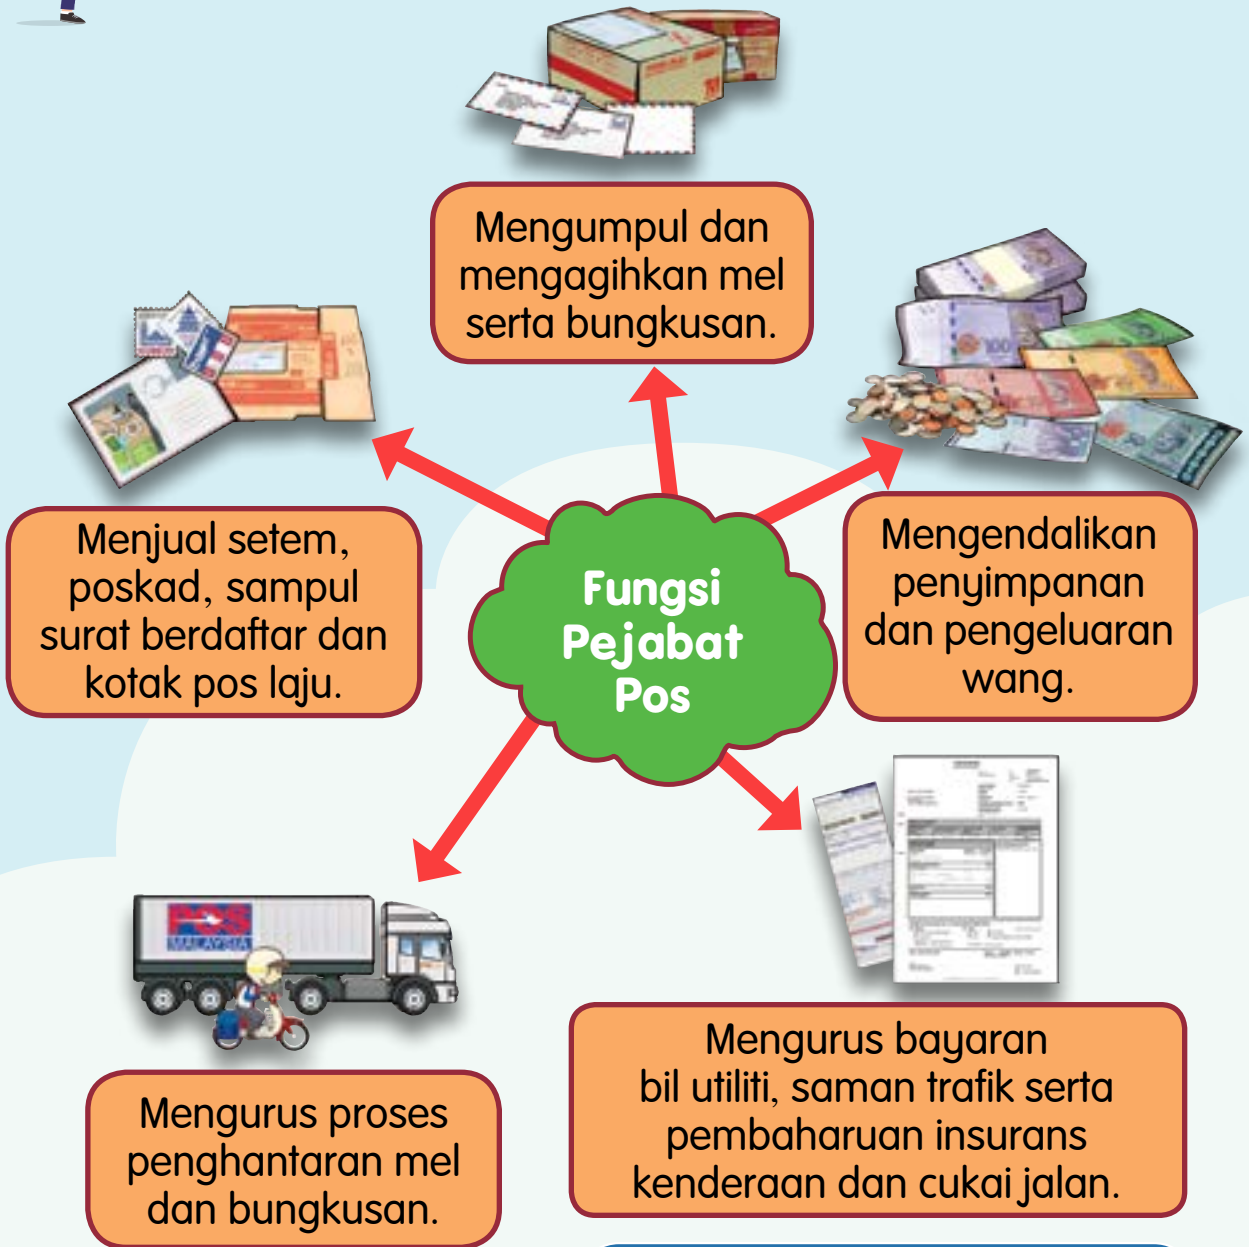 Mengumpul dan
mengagihkan mel
serta bungkusan.
Menjual setem,
poskad, sampul
surat berdaftar dan
kotak pos laju.
Fungsi
Pejabat
Pos
Mengendalikan
penyimpanan
dan pengeluaran
wang.
POS
MALAYSIA
Mengurus proses
penghantaran mel
dan bungkusan.
Mengurus bayaran
bil utiliti, saman trafik serta
pembaharuan insurans
kenderaan dan cukai jalan.